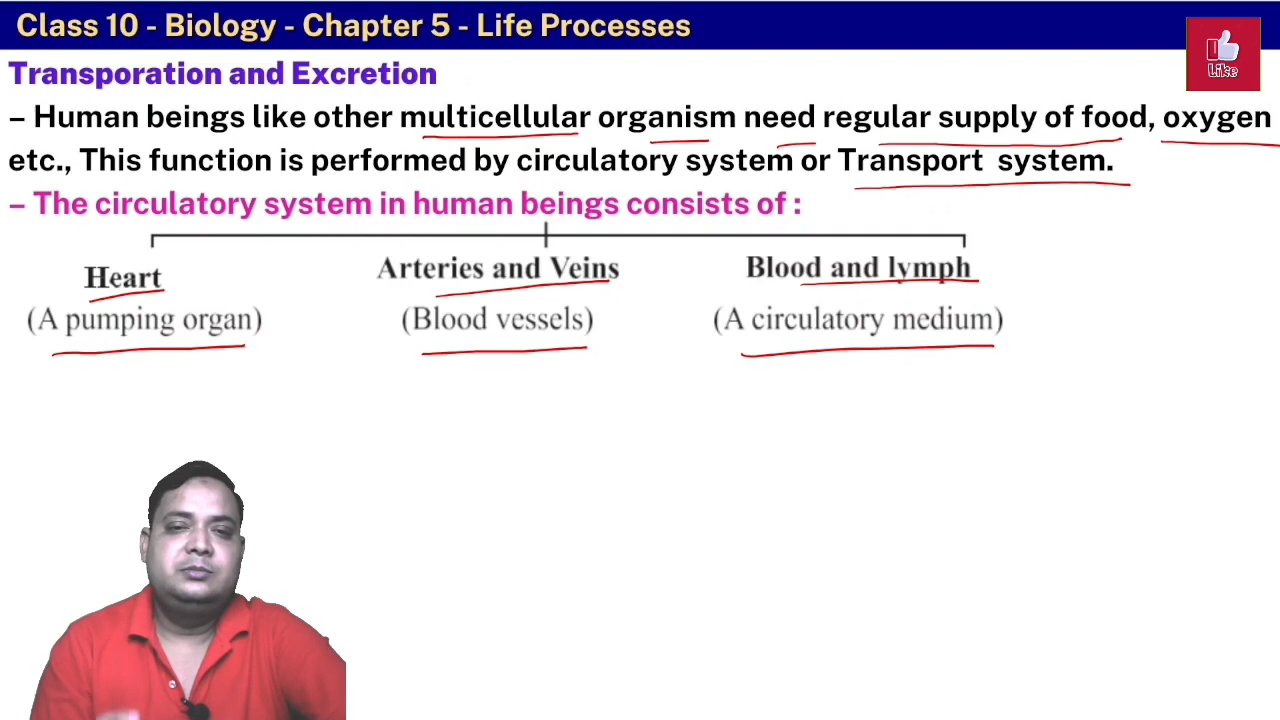 Class 10 - Biology - Chapter 5 - Life Processes
Like
Transporation and Excretion
– Human beings like other multicellular organism need regular supply of food, oxygen
etc., This function is performed by circulatory system or Transport system.
– The circulatory system in human beings consists of :
Heart Arteries and Veins Blood and lymph
(A pumping organ) (Blood vessels) (A circulatory medium)